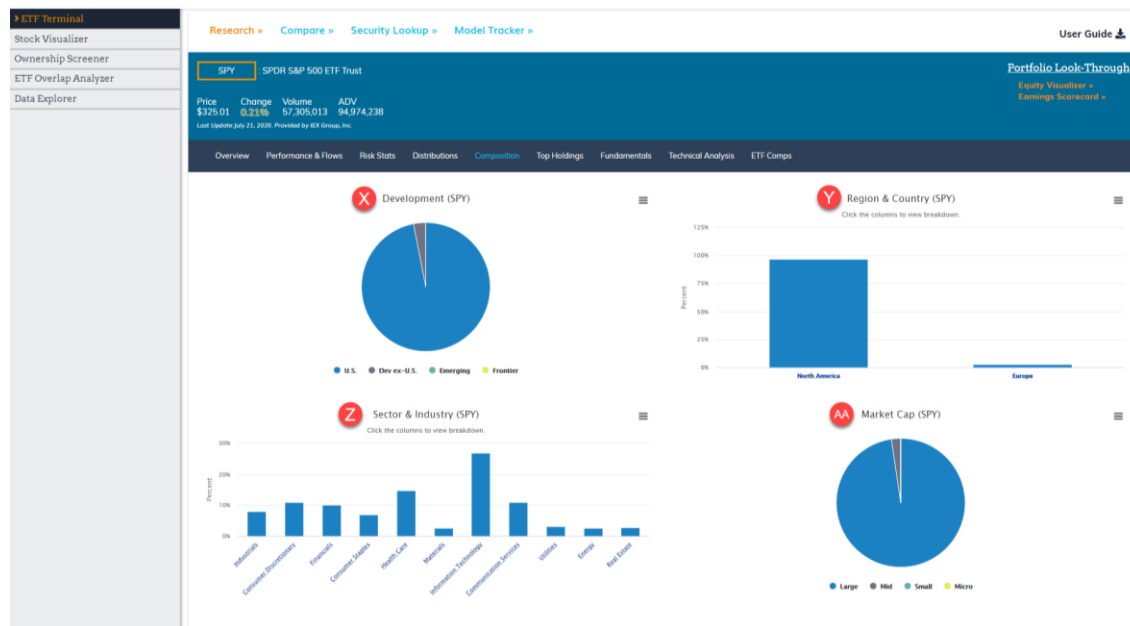 ETF Terminal
Stock Visualizer
Ownership Screener
ETF Overlap Analyzer
Data Explorer
Research » Compare » Security Lookup » Model Tracker »
User Guide
SPY : SPDR S&P 500 ETF Trust
Portfolio Look-Through
Equity Visualizer »
Earnings Scorecard »
Price Change Volume ADV
$325.01 0.21% 57,305,013 94,974,238
Last Update: July 21, 2020. Provided by IEX Group, Inc.
Overview Performance & Flows Risk Stats Distributions Composition Top Holdings Fundamentals Technical Analysis ETF Comps
X Development (SPY)
U.S. Dev ex-U.S. Emerging Frontier
Y Region & Country (SPY)
Click the columns to view breakdown.
125%
100%
75%
50%
25%
0%
Percent
North America Europe
Z Sector & Industry (SPY)
Click the columns to view breakdown.
30%
20%
10%
0%
Percent
Industrials
Consumer Discretionary
Financials
Consumer Staples
Health Care
Materials
Information Technology
Communication Services
Utilities
Energy
Real Estate
AA Market Cap (SPY)
Large Mid Small Micro